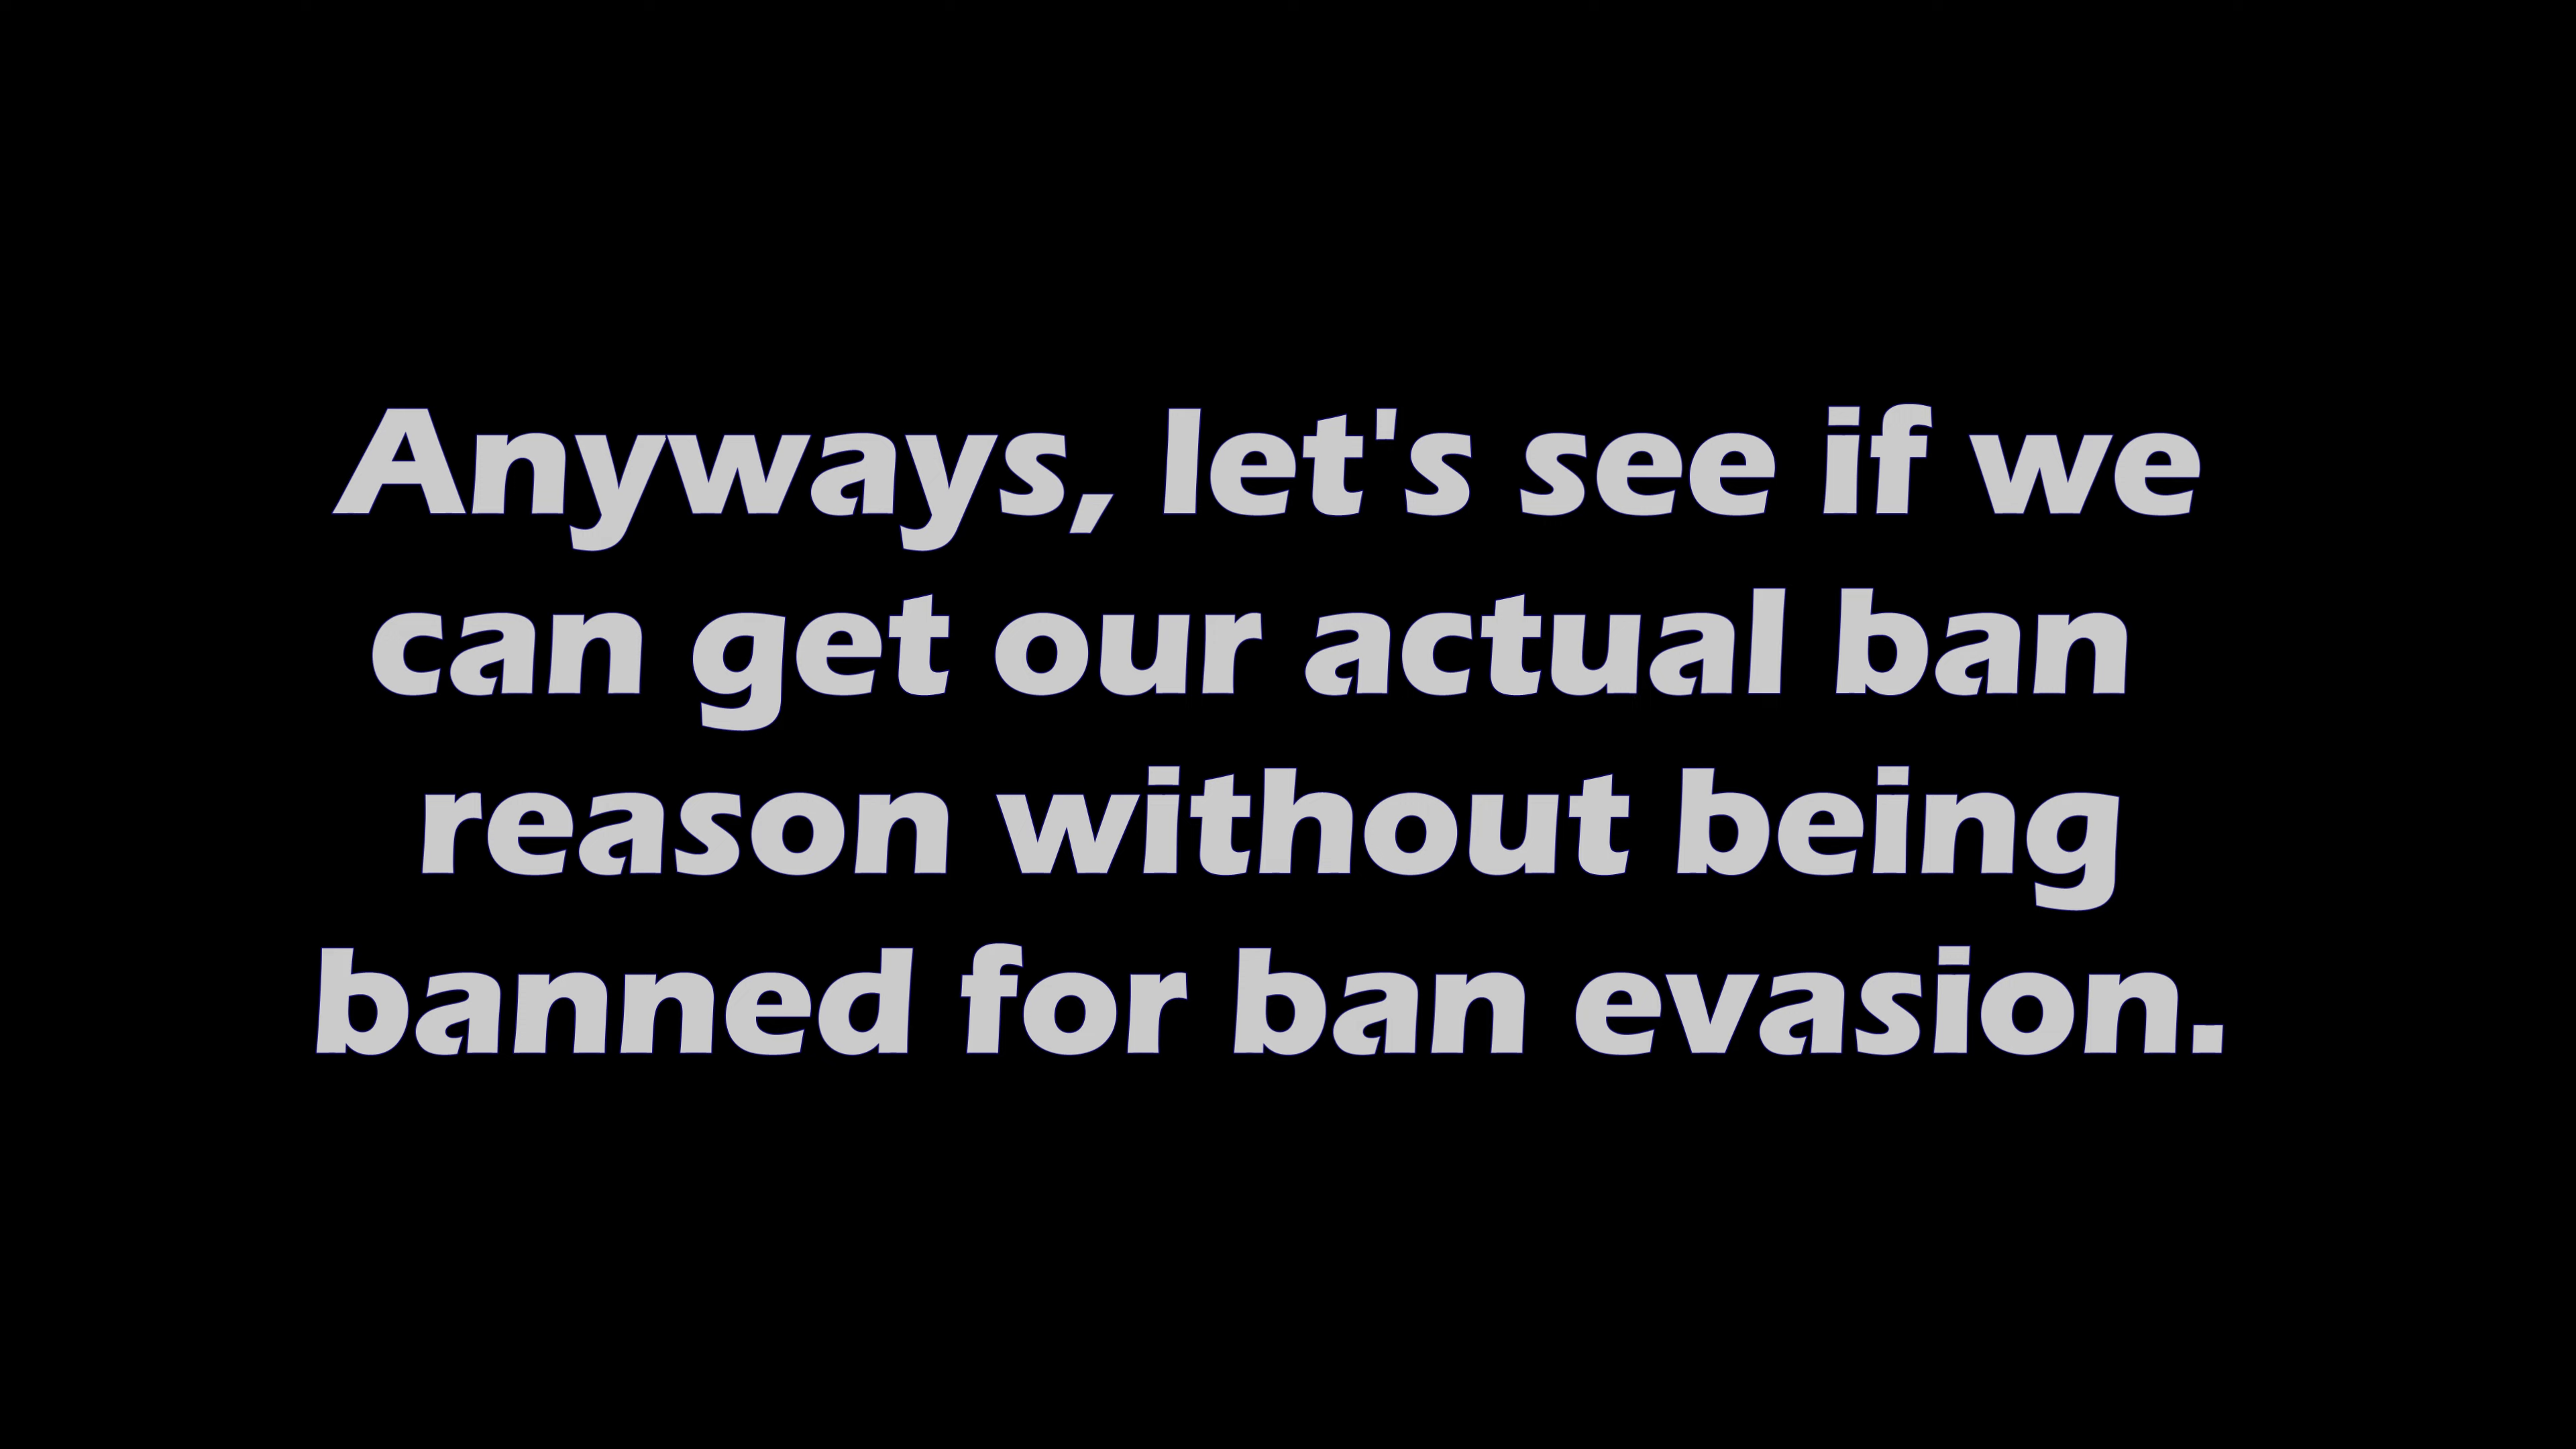 Anyways, let's see if we
can get our actual ban
reason without being
banned for ban evasion.